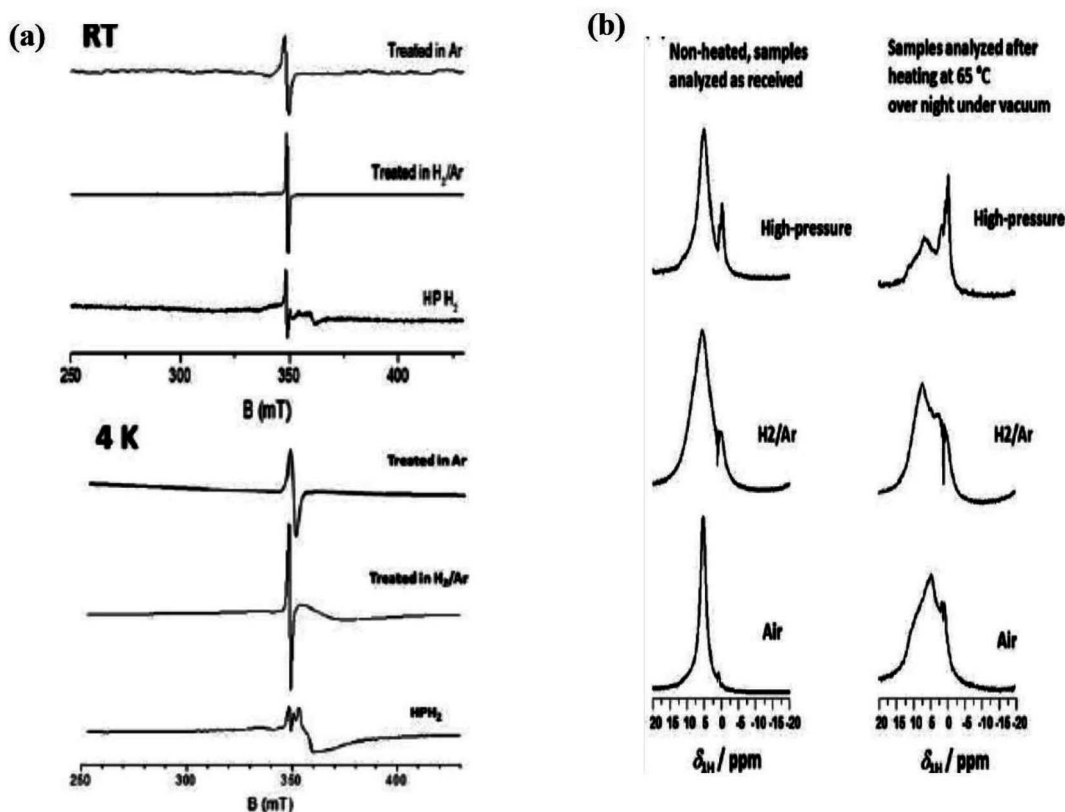 (a)
RT
Treated in Ar
Treated in H₂/Ar
HP H₂
250
300
350
400
B (mT)
4 K
Treated in Ar
Treated in H₂/Ar
HPH₂
250
300
350
400
B (mT)
(b)
Non-heated, samples
analyzed as received
High-pressure
H2/Ar
Air
20 15 10 5 0 -5 -10 -15 -20
δ1H / ppm
Samples analyzed after
heating at 65 °C
over night under vacuum
High-pressure
H2/Ar
Air
20 15 10 5 0 -5 -10 -15 -20
δ1H / ppm